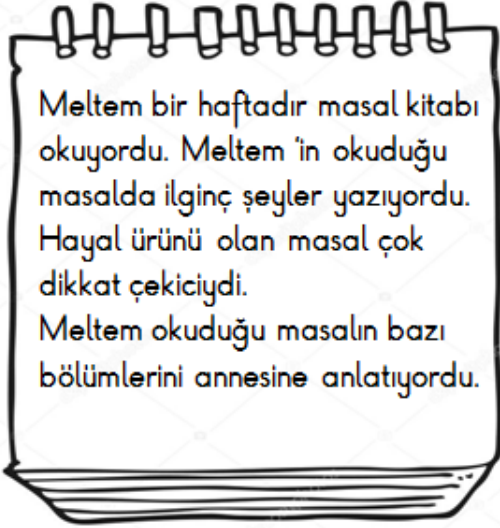 Meltem bir haftadır masal kitabı
okuyordu. Meltem 'in okuduğu
masalda ilginç şeyler yazıyordu.
Hayal ürünü olan masal çok
dikkat çekiciydi.
Meltem okuduğu masalın bazı
bölümlerini annesine anlatıyordu.